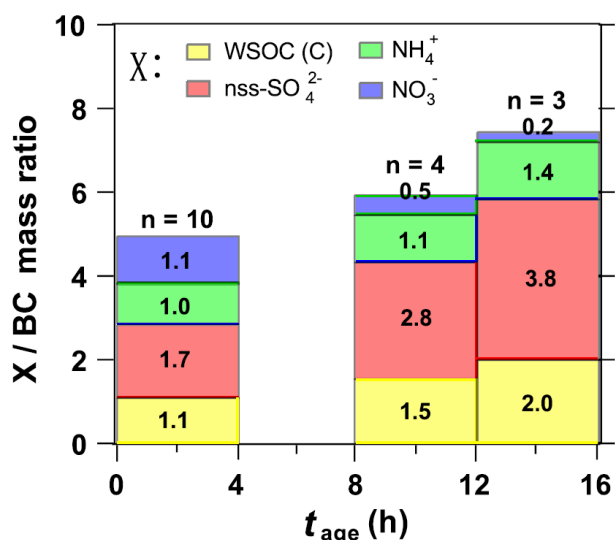 X: WSOC (C) NH₄⁺
nss-SO₄²⁻ NO₃⁻
10
8
6
4
2
0
X / BC mass ratio
n = 10
1.1
1.0
1.7
1.1
n = 4
0.5
1.1
2.8
1.5
n = 3
0.2
1.4
3.8
2.0
0 4 8 12 16
t age (h)